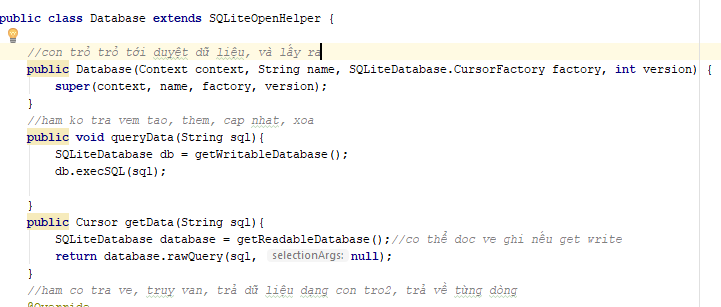 public class Database extends SQLiteOpenHelper {
//con trỏ trỏ tới duyệt dữ liệu, và lấy ra
public Database(Context context, String name, SQLiteDatabase.CursorFactory factory, int version) {
super(context, name, factory, version);
}
//ham ko tra vem tao, them, cap nhat, xoa
public void queryData(String sql){
SQLiteDatabase db = getWritableDatabase();
db.execSQL(sql);
}
public Cursor getData(String sql){
SQLiteDatabase database = getReadableDatabase();//co thể doc ve ghi nếu get write
return database.rawQuery(sql, selectionArgs: null);
}
//ham co tra ve, truy van, trả dữ liệu dang con tro2, trả về từng dòng
@Override